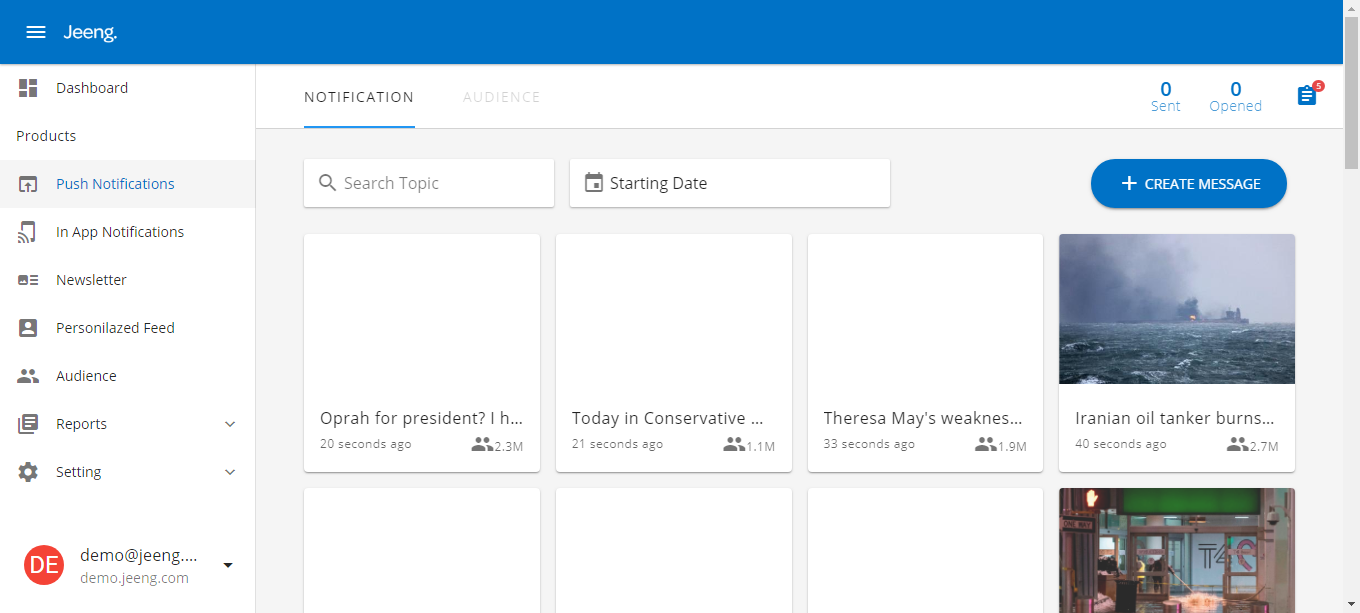 Jeeng.
Dashboard
Products
Push Notifications
In App Notifications
Newsletter
Personilazed Feed
Audience
Reports
Setting
DE
demo@jeeng....
demo.jeeng.com
NOTIFICATION
AUDIENCE
0
Sent
0
Opened
5
Search Topic
Starting Date
CREATE MESSAGE
Oprah for president? I h...
20 seconds ago
2.3M
Today in Conservative ...
21 seconds ago
1.1M
Theresa May's weaknes...
33 seconds ago
1.9M
Iranian oil tanker burns...
40 seconds ago
2.7M
ONE WAY